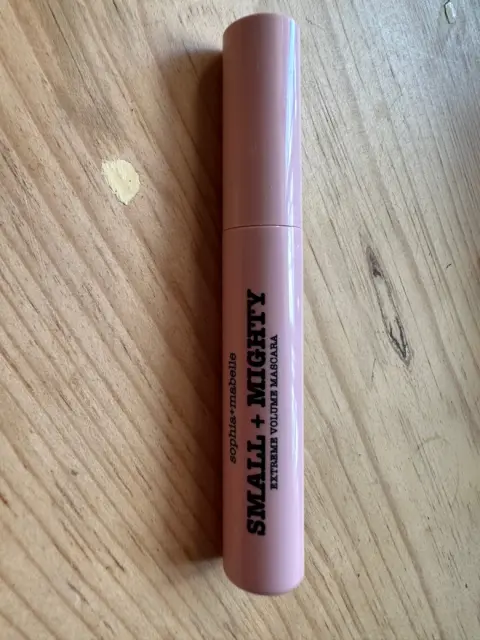 sophia+mabelle
SMALL + MIGHTY
EXTREME VOLUME MASCARA